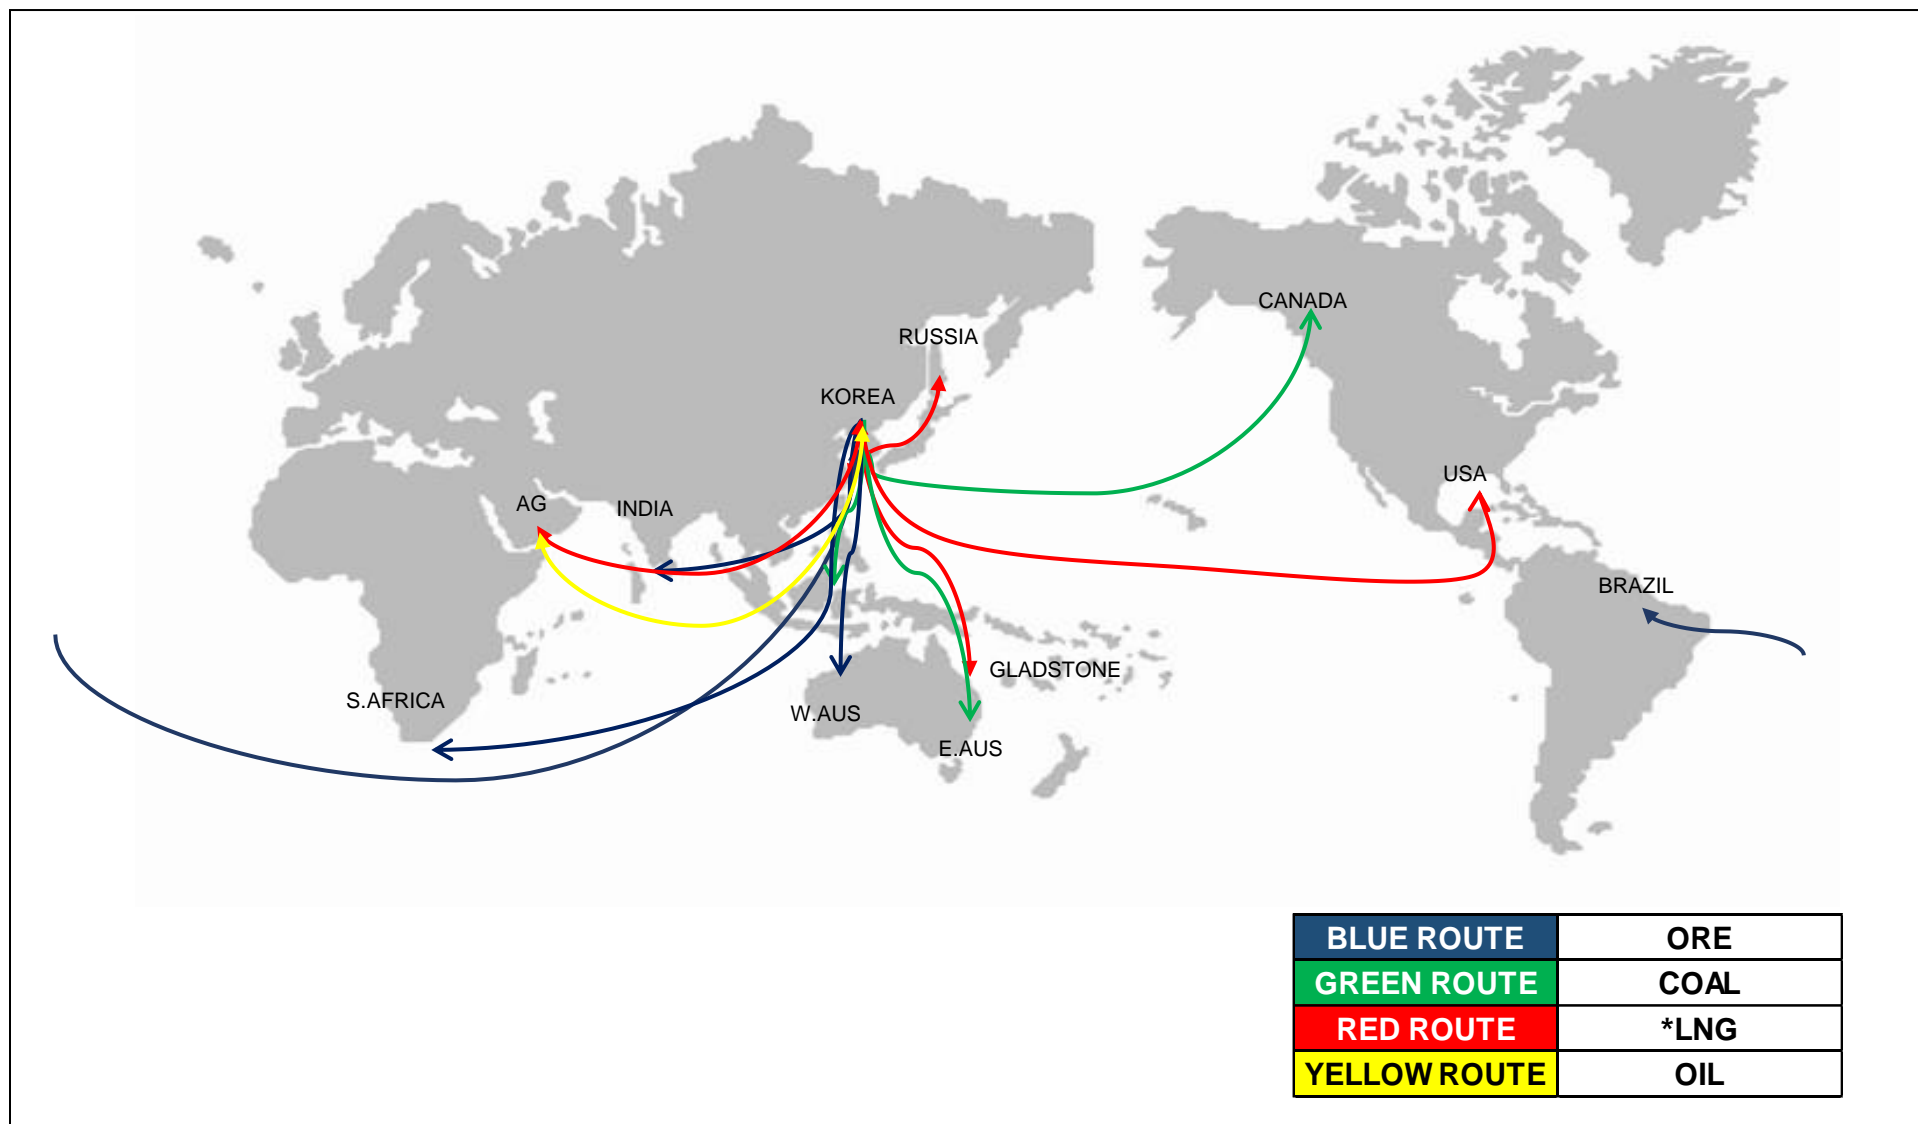 CANADA
RUSSIA
KOREA
USA
AG
INDIA
BRAZIL
GLADSTONE
S.AFRICA
W.AUS
E.AUS
BLUE ROUTE ORE
GREEN ROUTE COAL
RED ROUTE *LNG
YELLOW ROUTE OIL